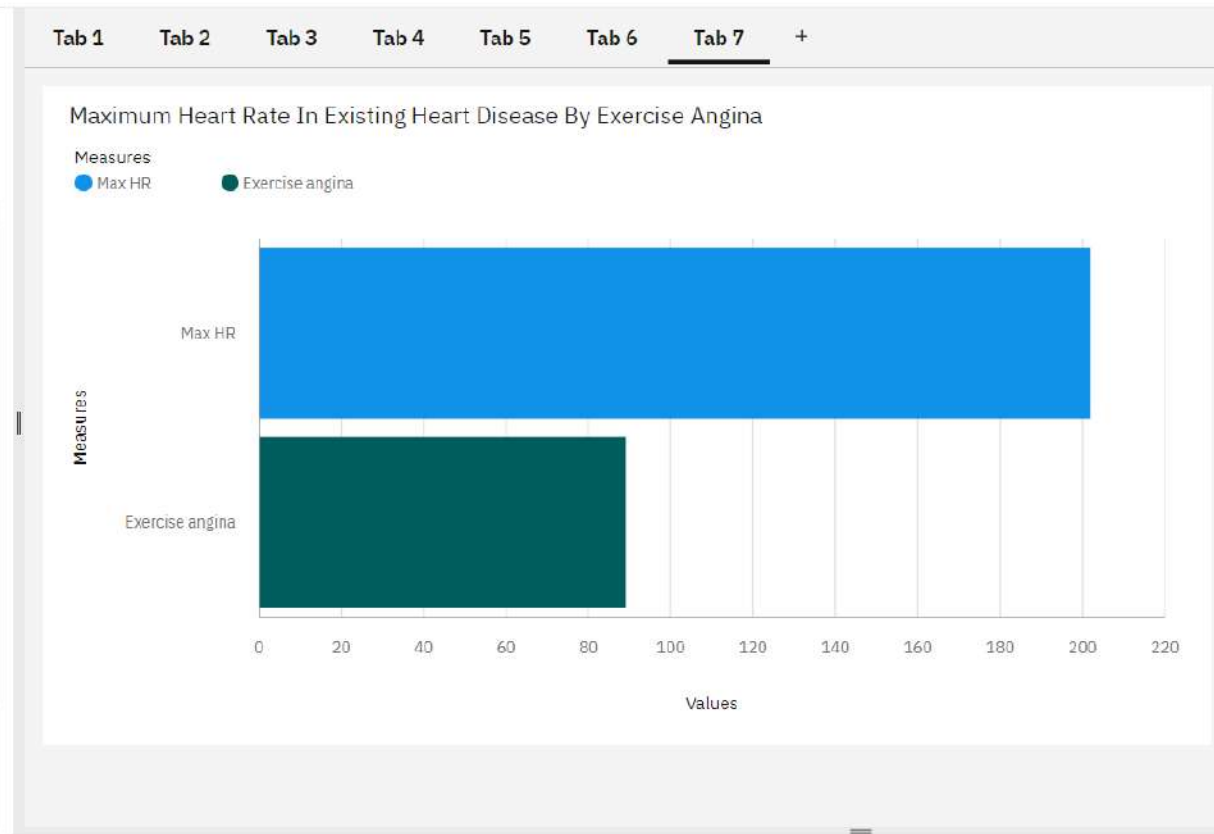 Tab 1 Tab 2 Tab 3 Tab 4 Tab 5 Tab 6 Tab 7 +
Maximum Heart Rate In Existing Heart Disease By Exercise Angina
Measures
Max HR Exercise angina
Max HR
Measures
Exercise angina
0 20 40 60 80 100 120 140 160 180 200 220
Values